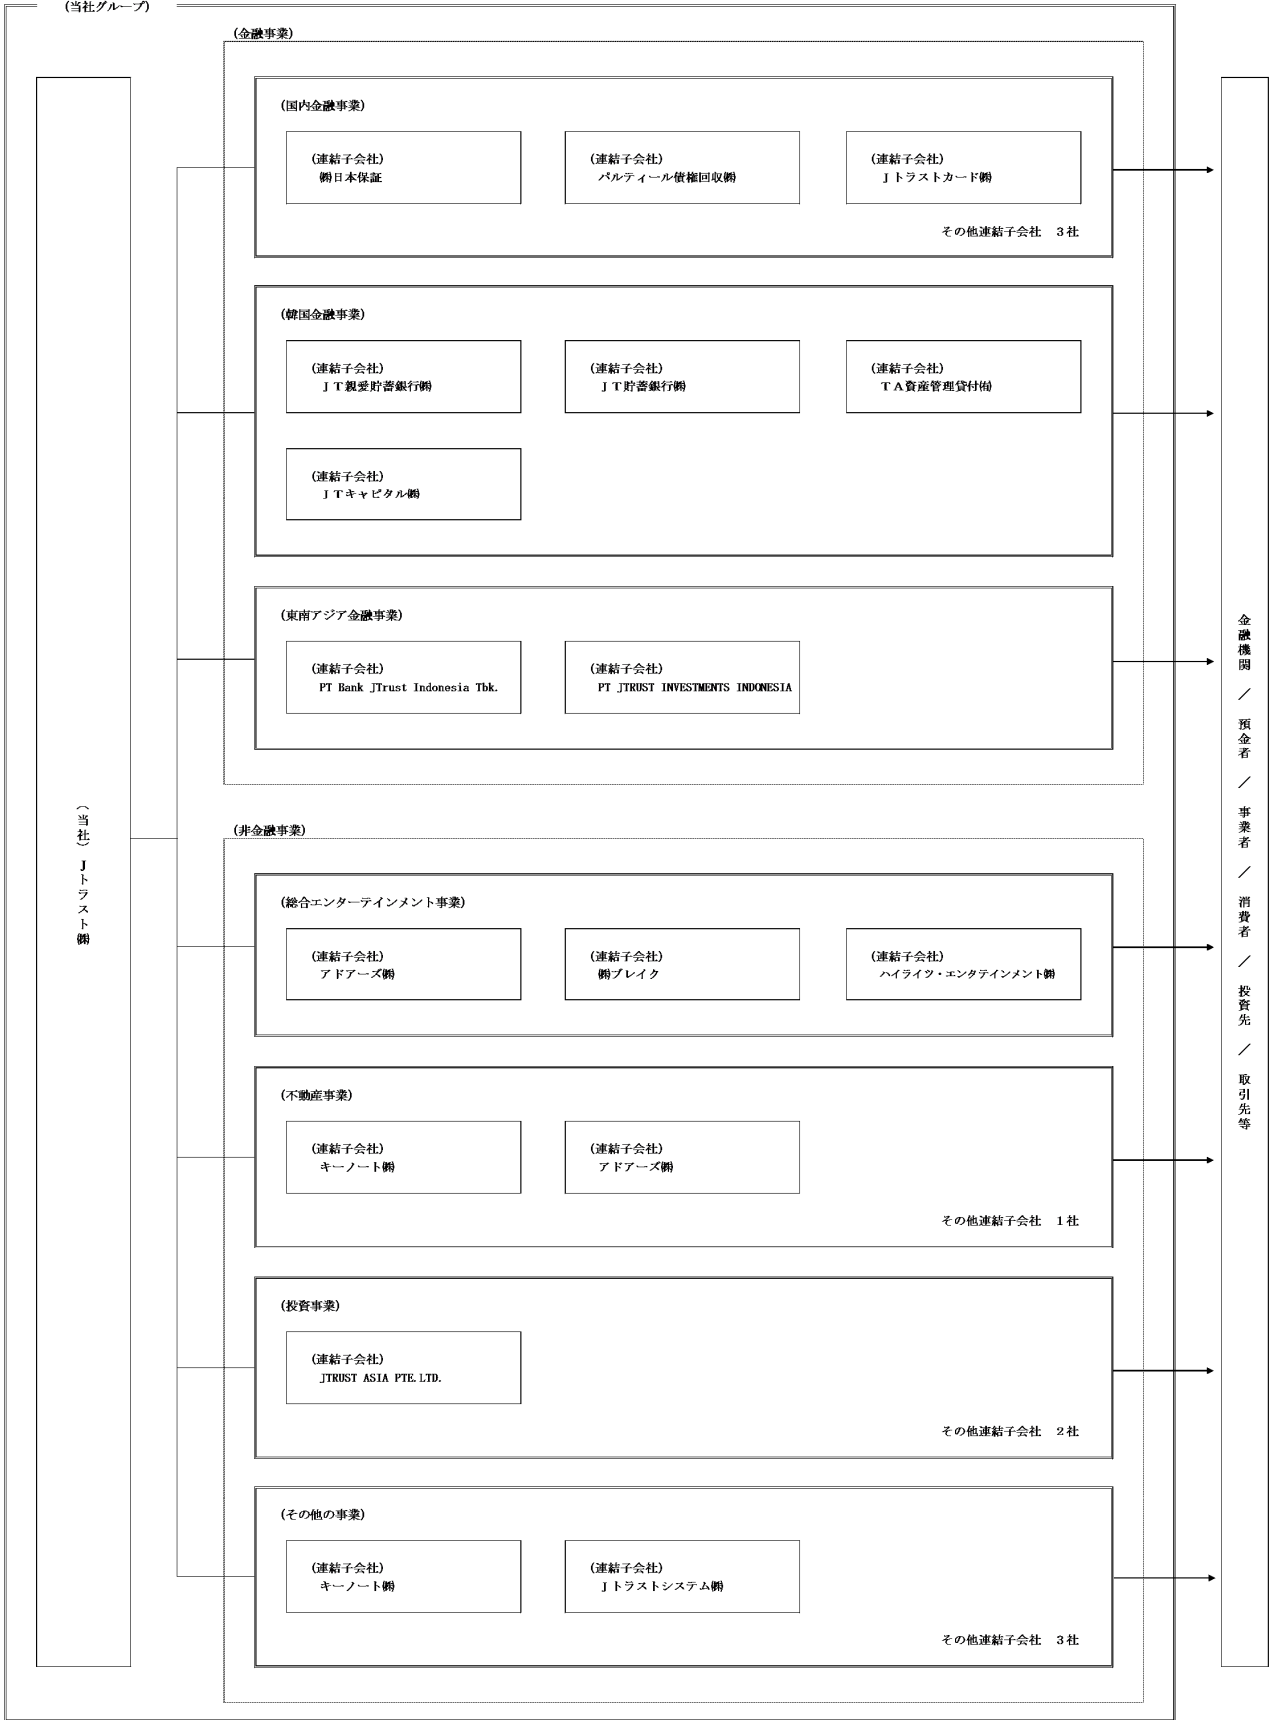 (当社グループ)
(金融事業)
(国内金融事業)
(連結子会社)
㈱日本保証
(連結子会社)
パルティール債権回収㈱
(連結子会社)
Ｊトラストカード㈱
その他連結子会社　３社
(韓国金融事業)
(連結子会社)
ＪＴ親愛貯蓄銀行㈱
(連結子会社)
ＪＴ貯蓄銀行㈱
(連結子会社)
ＴＡ資産管理貸付㈲
(連結子会社)
ＪＴキャピタル㈱
(東南アジア金融事業)
(連結子会社)
PT Bank JTrust Indonesia Tbk.
(連結子会社)
PT JTRUST INVESTMENTS INDONESIA
(当社)Ｊトラスト㈱
(非金融事業)
(総合エンターテインメント事業)
(連結子会社)
アドアーズ㈱
(連結子会社)
㈱ブレイク
(連結子会社)
ハイライツ・エンタテインメント㈱
(不動産事業)
(連結子会社)
キーノート㈱
(連結子会社)
アドアーズ㈱
その他連結子会社　１社
(投資事業)
(連結子会社)
JTRUST ASIA PTE.LTD.
その他連結子会社　２社
(その他の事業)
(連結子会社)
キーノート㈱
(連結子会社)
Ｊトラストシステム㈱
その他連結子会社　３社
金融機関　／　預金者　／　事業者　／　消費者　／　投資先　／　取引先等